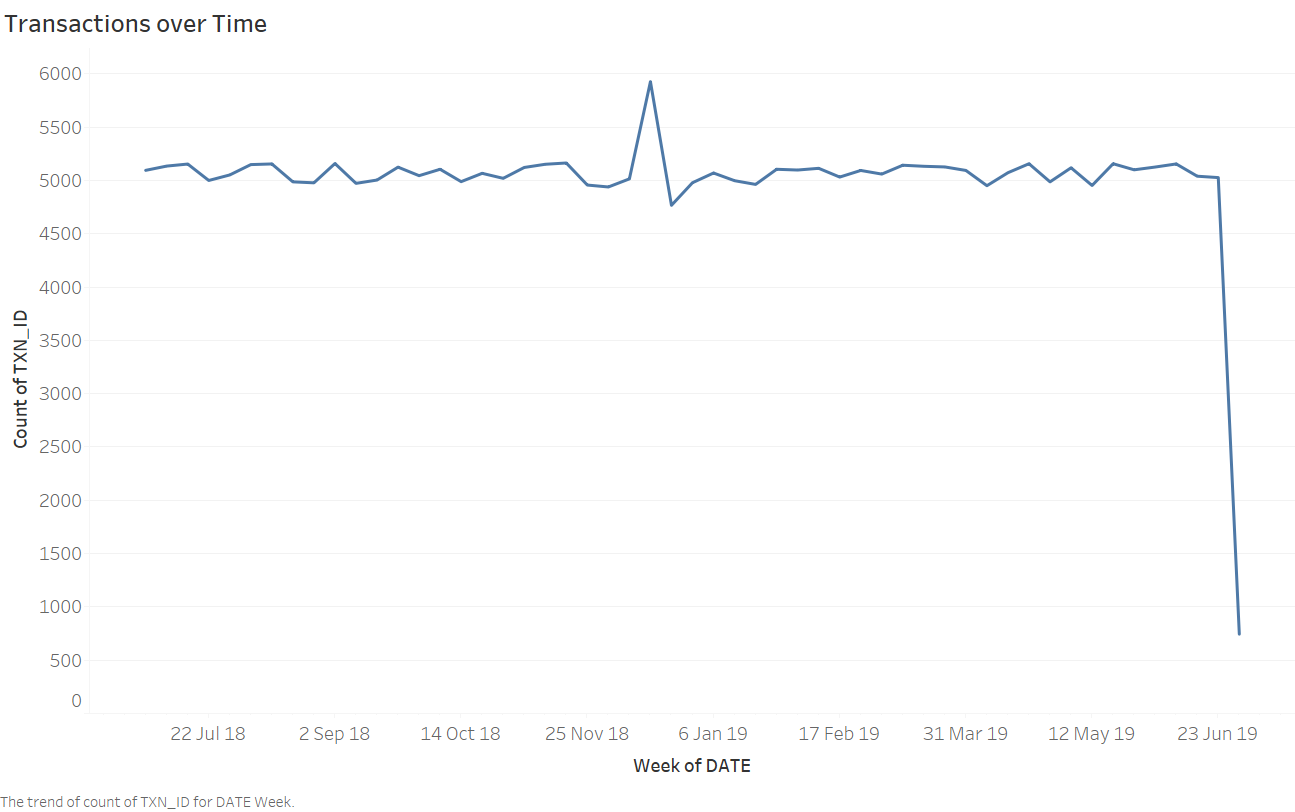 Transactions over Time
6000
5500
5000
4500
4000
3500
3000
2500
2000
1500
1000
500
0
Count of TXN_ID
22 Jul 18 2 Sep 18 14 Oct 18 25 Nov 18 6 Jan 19 17 Feb 19 31 Mar 19 12 May 19 23 Jun 19
Week of DATE
The trend of count of TXN_ID for DATE Week.